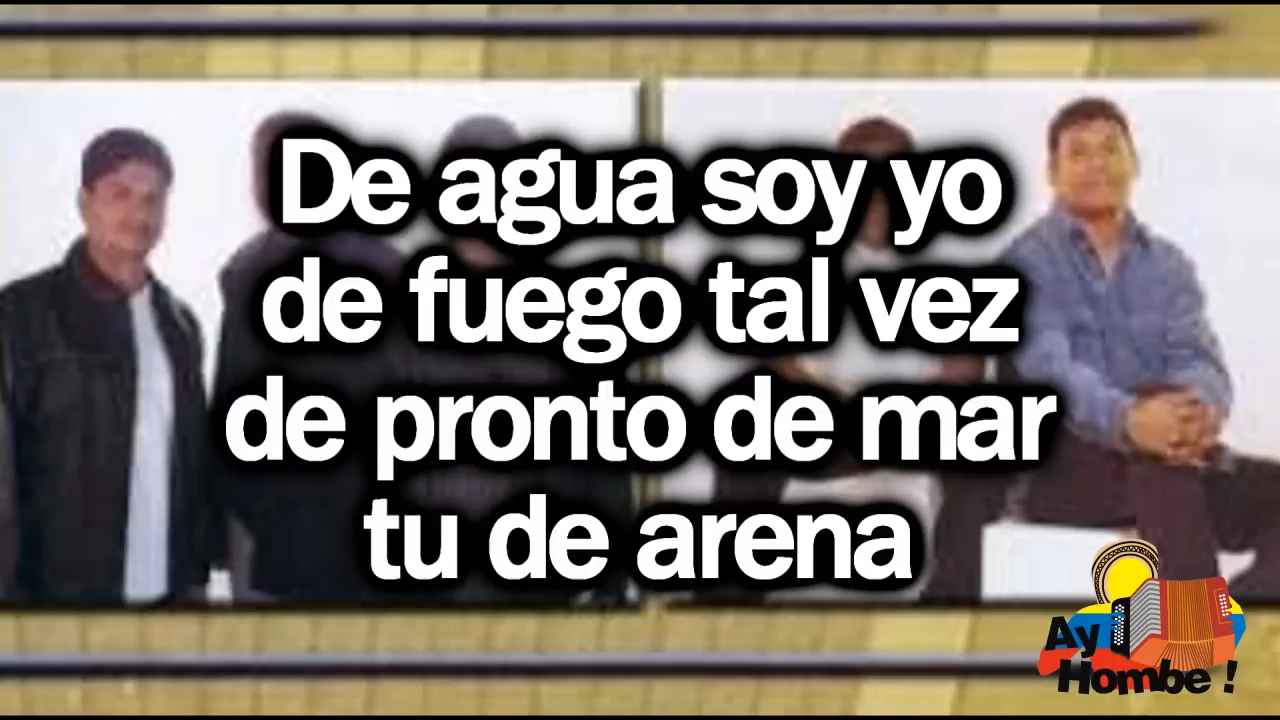 De agua soy yo
de fuego tal vez
de pronto de mar
tu de arena
Ay
Hombe !